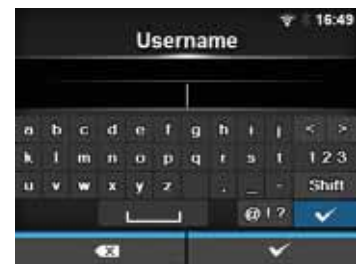 16:49
Username
a b c d e f g h i j < >
k l m n o p q r s t 123
u v w x y z . _ - Shift
@!?